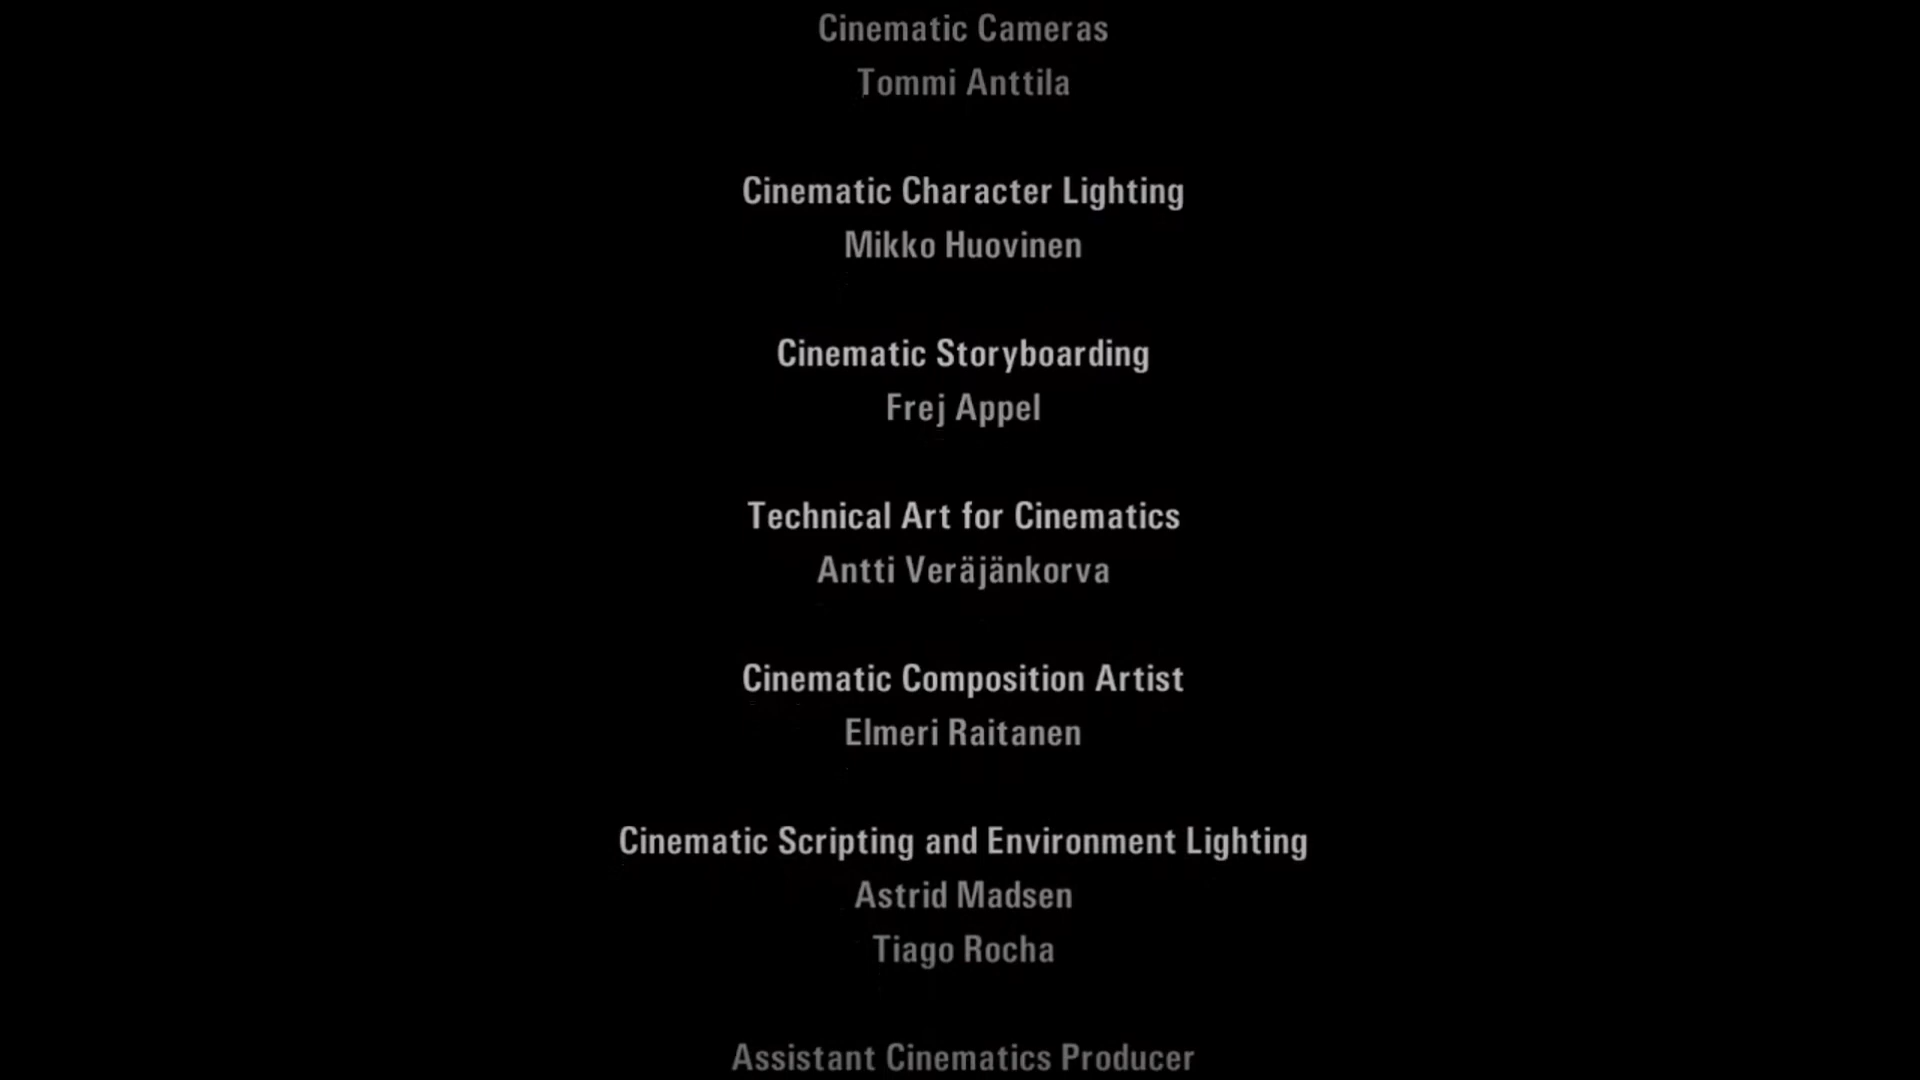 Cinematic Cameras
Tommi Anttila
Cinematic Character Lighting
Mikko Huovinen
Cinematic Storyboarding
Frej Appel
Technical Art for Cinematics
Antti Veräjänkorva
Cinematic Composition Artist
Elmeri Raitanen
Cinematic Scripting and Environment Lighting
Astrid Madsen
Tiago Rocha
Assistant Cinematics Producer